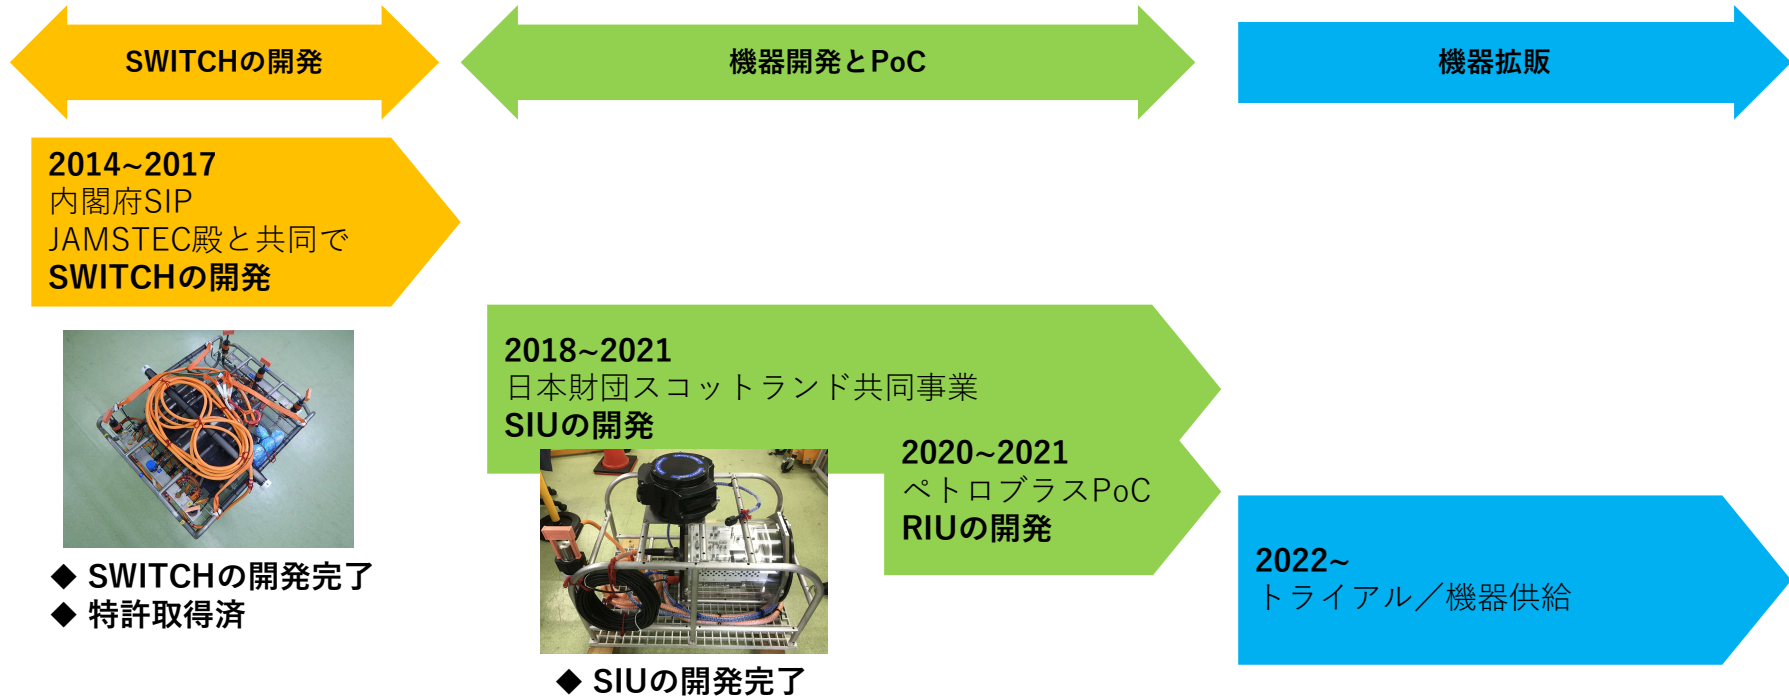 SWITCHの開発
機器開発とPoC
機器拡販
2014~2017
内閣府SIP
JAMSTEC殿と共同で
SWITCHの開発
◆ SWITCHの開発完了
◆ 特許取得済
2018~2021
日本財団スコットランド共同事業
SIUの開発
2020~2021
ペトロブラスPoC
RIUの開発
◆ SIUの開発完了
2022~
トライアル／機器供給